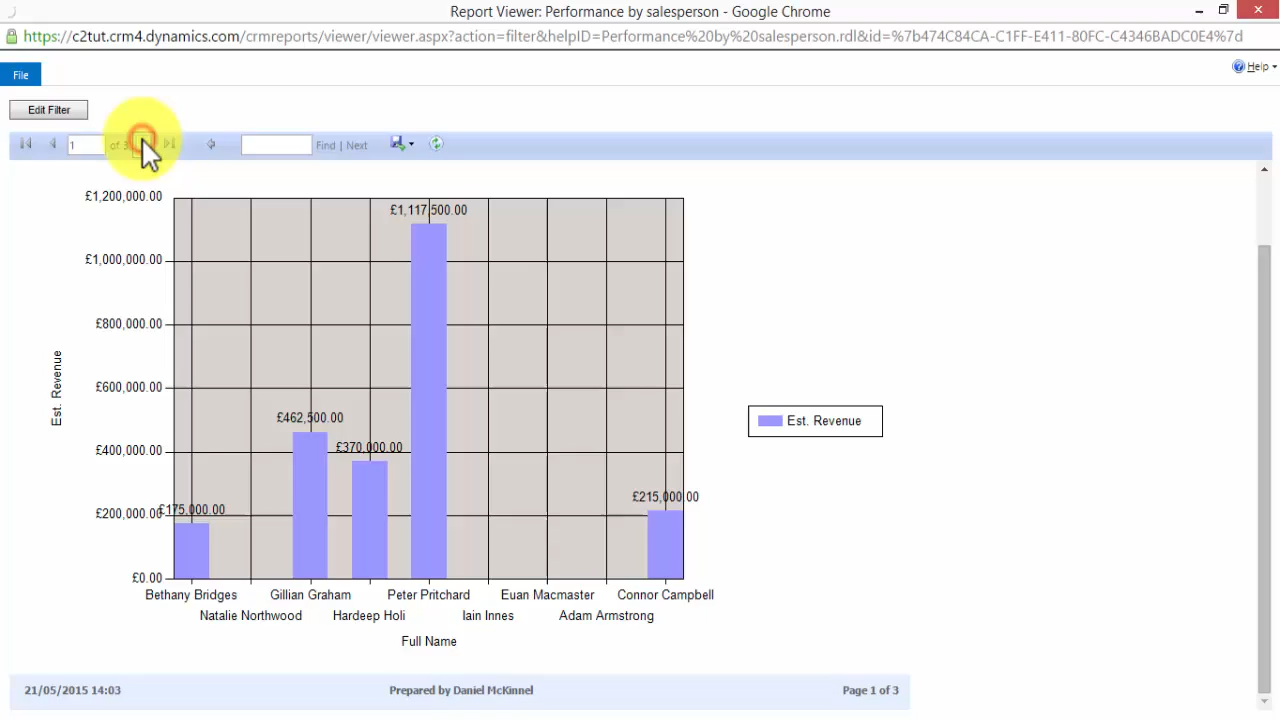 Report Viewer: Performance by salesperson - Google Chrome
https://c2tut.crm4.dynamics.com/crmreports/viewer/viewer.aspx?action=filter&helpID=Performance%20by%20salesperson.rdl&id=%7b474C84CA-C1FF-E411-80FC-C4346BADC0E4%7d
File
Help
Edit Filter
1 of 3 Find | Next
£1,200,000.00
£1,117,500.00
£1,000,000.00
£800,000.00
£600,000.00
£462,500.00
£400,000.00
£370,000.00
£215,000.00
£200,000.00
£175,000.00
£0.00
Est. Revenue
Est. Revenue
Bethany Bridges Gillian Graham Peter Pritchard Euan Macmaster Connor Campbell
Natalie Northwood Hardeep Holi Iain Innes Adam Armstrong
Full Name
21/05/2015 14:03 Prepared by Daniel McKinnel Page 1 of 3